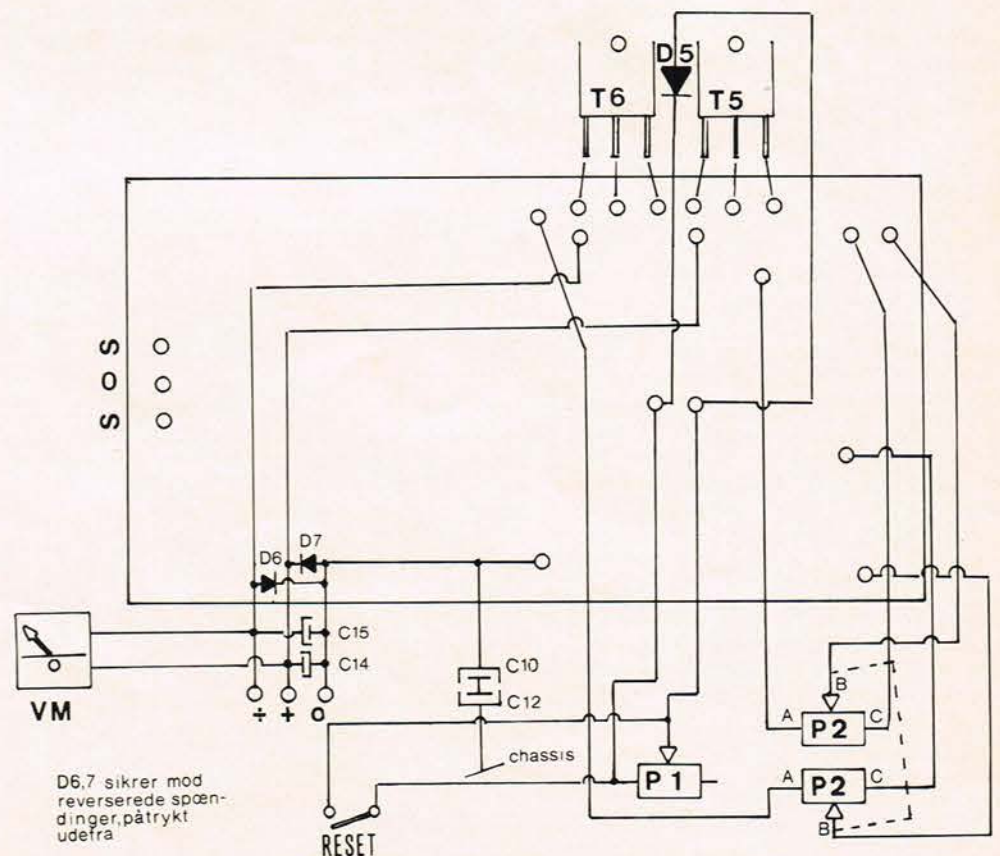 D5
T6
T5
S
O
S
D7
D6
C15
C14
C10
C12
VM
÷ + o
chassis
B
A P2 C
P1
A P2 C
B
RESET
D6,7 sikrer mod
reverserede spæn-
dinger,påtrykt
udefra